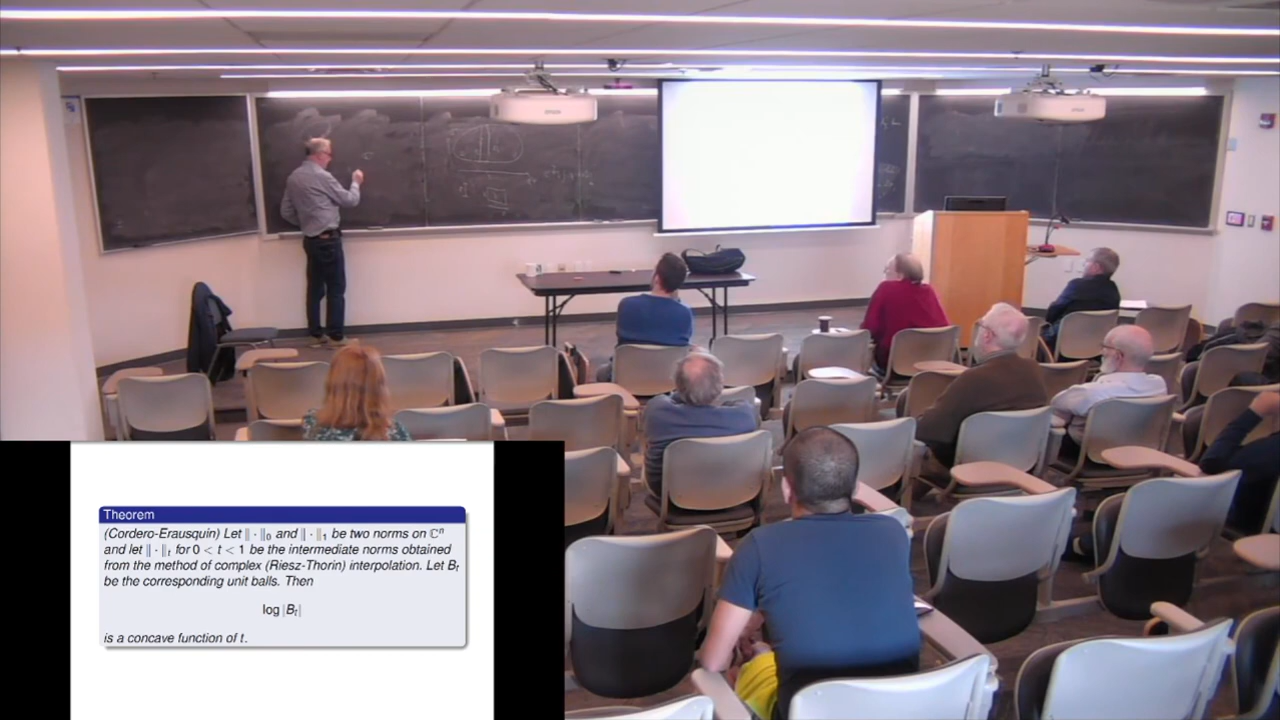 Theorem
(Cordero-Erausquin) Let ‖ · ‖₀ and ‖ · ‖₁ be two norms on ℂⁿ
and let ‖ · ‖ₜ for 0 < t < 1 be the intermediate norms obtained
from the method of complex (Riesz-Thorin) interpolation. Let Bₜ
be the corresponding unit balls. Then
log |Bₜ|
is a concave function of t.